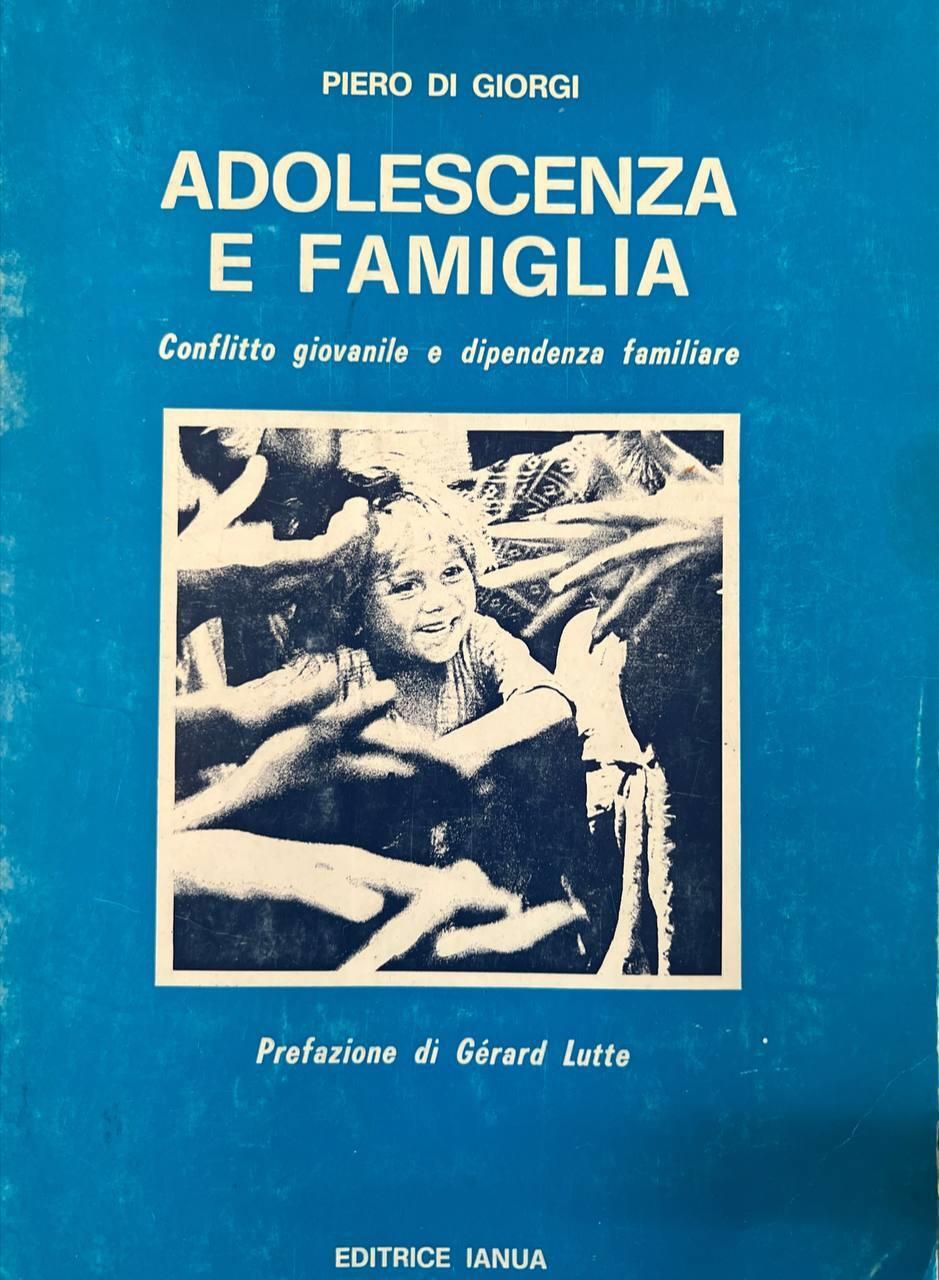 PIERO DI GIORGI
ADOLESCENZA
E FAMIGLIA
Conflitto giovanile e dipendenza familiare
Prefazione di Gérard Lutte
EDITRICE IANUA